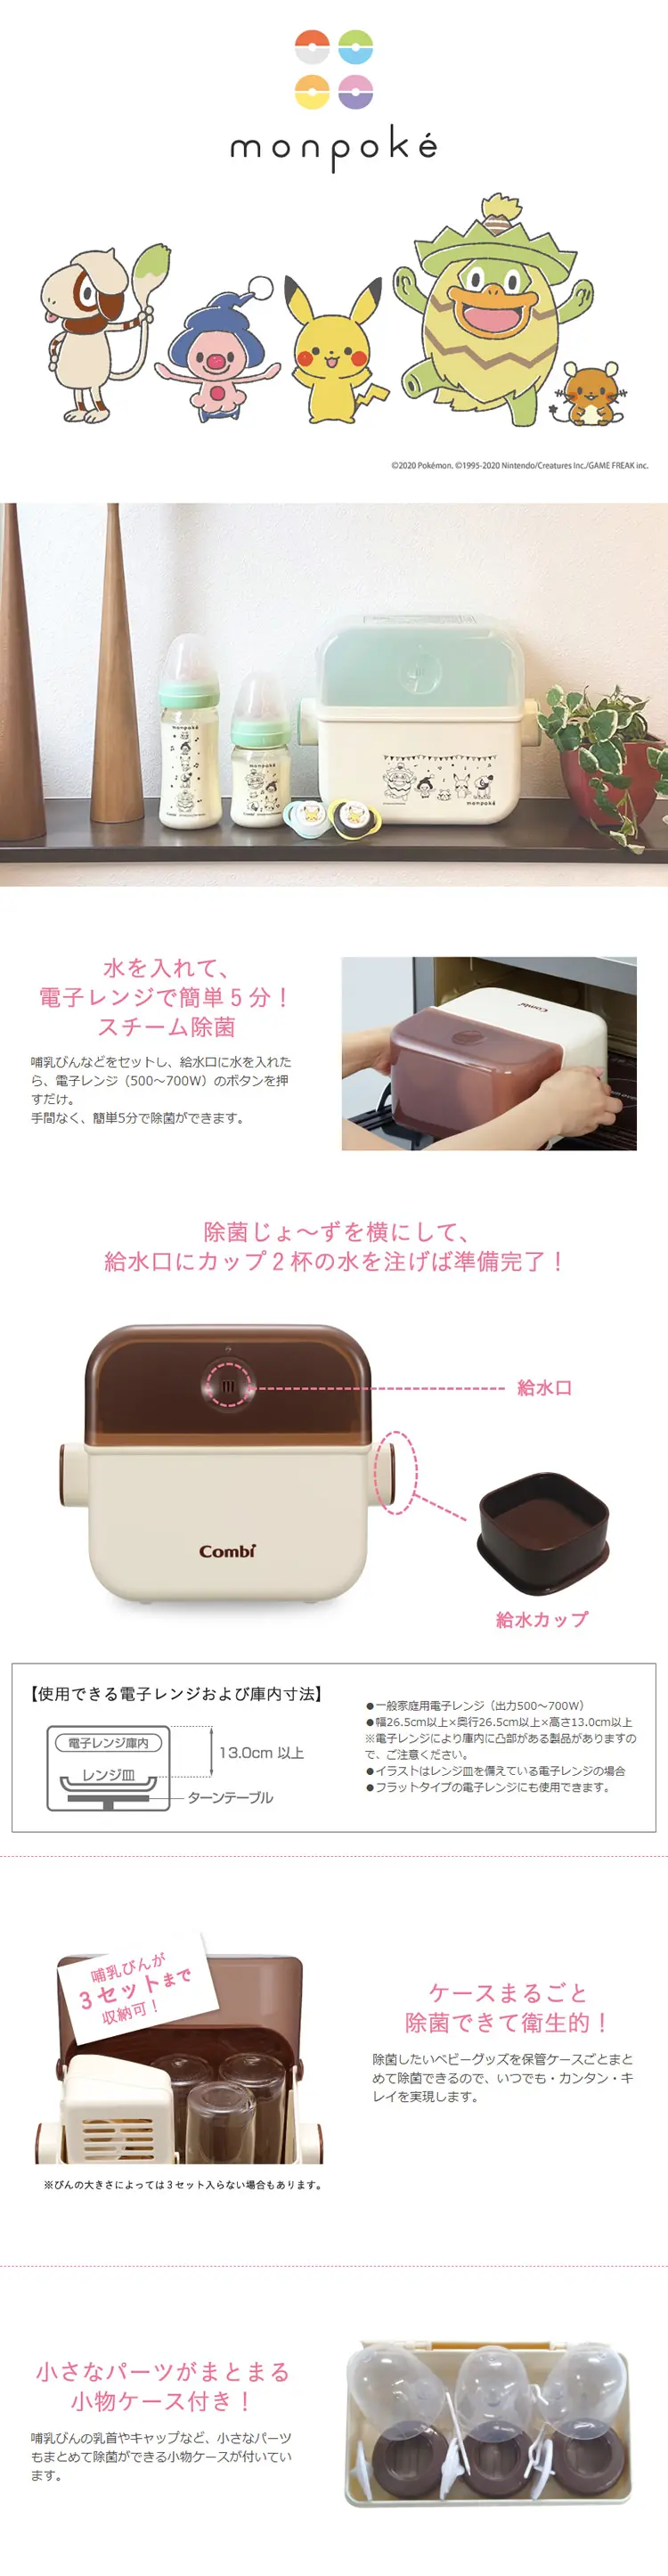 monpoké
©2020 Pokémon. ©1995-2020 Nintendo/Creatures Inc./GAME FREAK inc.
monpoké
monpoké
monpoké
水を入れて、
電子レンジで簡単5分！
スチーム除菌
哺乳びんなどをセットし、給水口に水を入れた
ら、電子レンジ（500～700W）のボタンを押
すだけ。
手間なく、簡単5分で除菌ができます。
Combi
除菌じょ～ずを横にして、
給水口にカップ2杯の水を注げば準備完了！
給水口
Combi
給水カップ
【使用できる電子レンジおよび庫内寸法】
電子レンジ庫内
レンジ皿
13.0cm 以上
ターンテーブル
●一般家庭用電子レンジ（出力500～700W）
●幅26.5cm以上×奥行26.5cm以上×高さ13.0cm以上
※電子レンジにより庫内に凸部がある製品がありますの
で、ご注意ください。
●イラストはレンジ皿を備えている電子レンジの場合
●フラットタイプの電子レンジにも使用できます。
哺乳びんが
3セットまで
収納可！
※びんの大きさによっては3セット入らない場合もあります。
ケースまるごと
除菌できて衛生的！
除菌したいベビーグッズを保管ケースごとまと
めて除菌できるので、いつでも・カンタン・キ
レイを実現します。
小さなパーツがまとまる
小物ケース付き！
哺乳びんの乳首やキャップなど、小さなパーツ
もまとめて除菌ができる小物ケースが付いてい
ます。